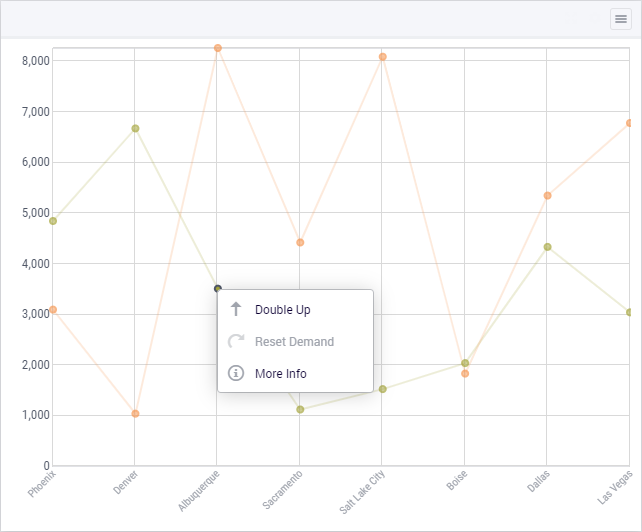 8,000
7,000
6,000
5,000
4,000
3,000
2,000
1,000
0
Double Up
Reset Demand
More Info
Phoenix
Denver
Albuquerque
Sacramento
Salt Lake City
Boise
Dallas
Las Vegas